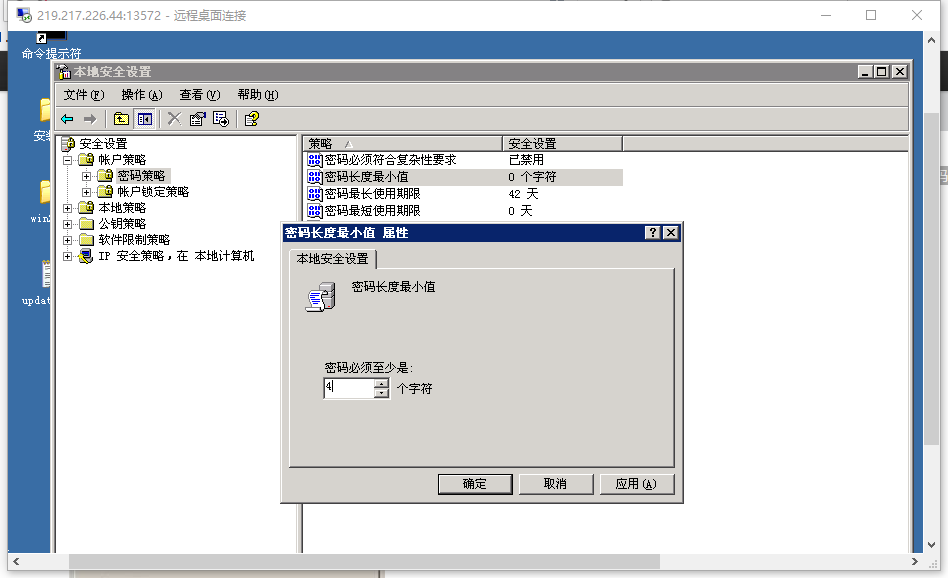 219.217.226.44:13572 - 远程桌面连接
命令提示符
本地安全设置
文件(F) 操作(A) 查看(V) 帮助(H)
安全设置
帐户策略
密码策略
帐户锁定策略
本地策略
公钥策略
软件限制策略
IP 安全策略，在 本地计算机
策略 安全设置
密码必须符合复杂性要求 已禁用
密码长度最小值 0 个字符
密码最长使用期限 42 天
密码最短使用期限 0 天
安装
win
updat
密码长度最小值 属性
本地安全设置
密码长度最小值
密码必须至少是:
4 个字符
确定 取消 应用(A)